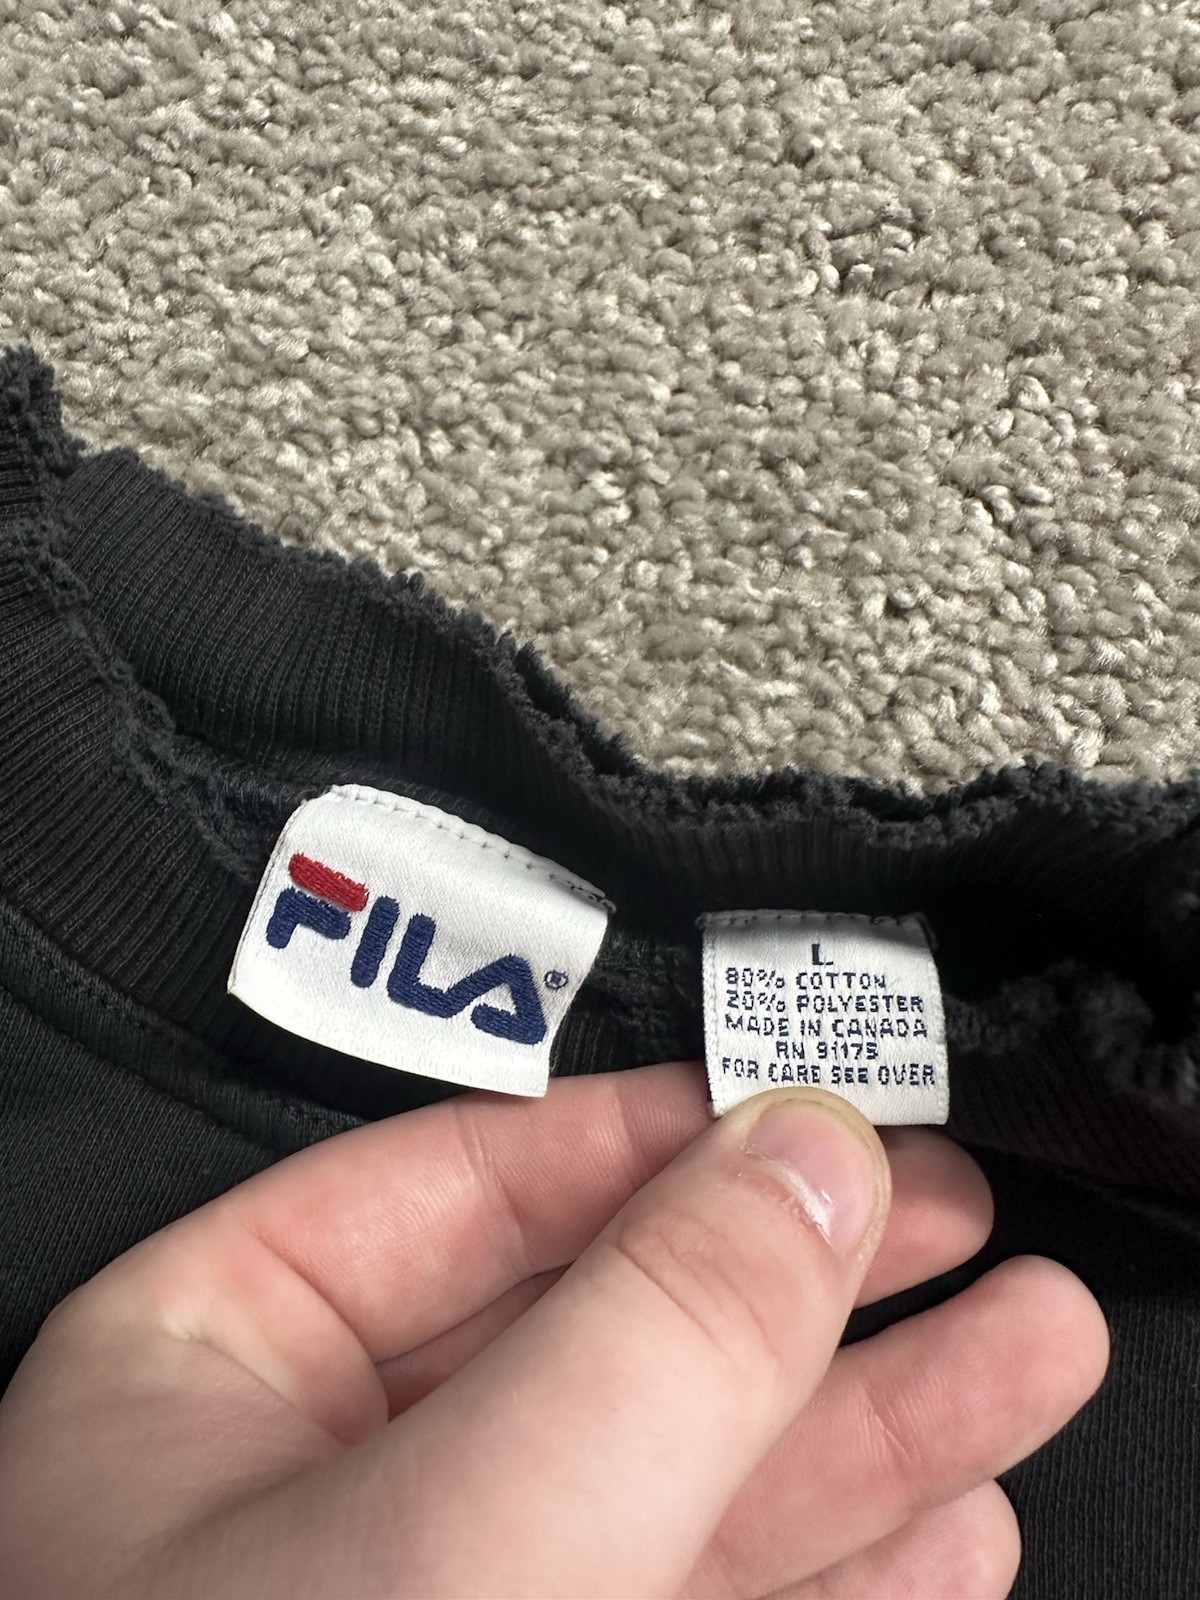 FILA®
L
80% COTTON
20% POLYESTER
MADE IN CANADA
RN 91175
FOR CARE SEE OVER